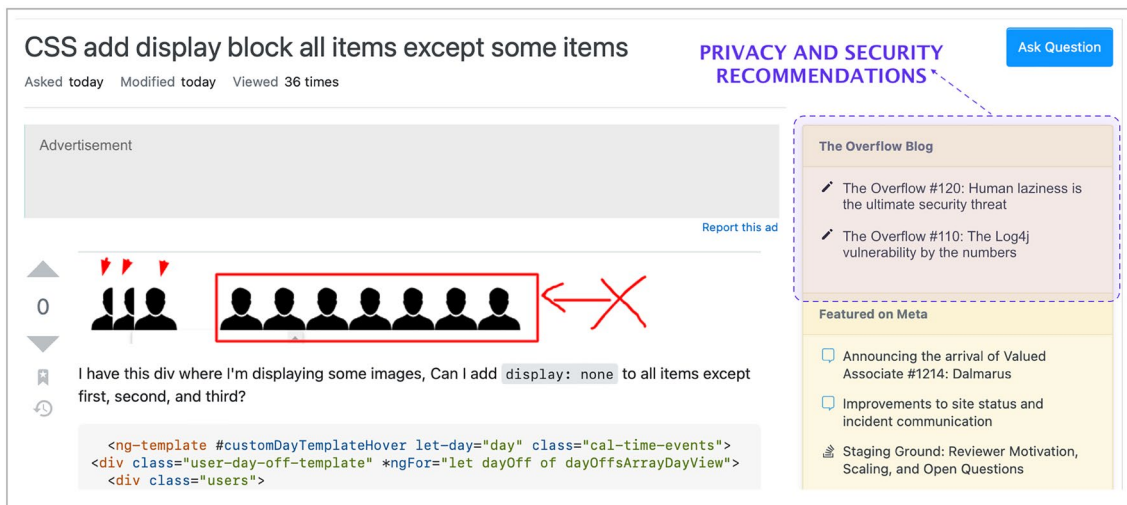 CSS add display block all items except some items
Asked today Modified today Viewed 36 times
PRIVACY AND SECURITY
RECOMMENDATIONS
Ask Question
Advertisement
Report this ad
0
I have this div where I'm displaying some images, Can I add display: none to all items except
first, second, and third?
<ng-template #customDayTemplateHover let-day="day" class="cal-time-events">
<div class="user-day-off-template" *ngFor="let dayOff of dayOffsArrayDayView">
<div class="users">
The Overflow Blog
The Overflow #120: Human laziness is
the ultimate security threat
The Overflow #110: The Log4j
vulnerability by the numbers
Featured on Meta
Announcing the arrival of Valued
Associate #1214: Dalmarus
Improvements to site status and
incident communication
Staging Ground: Reviewer Motivation,
Scaling, and Open Questions